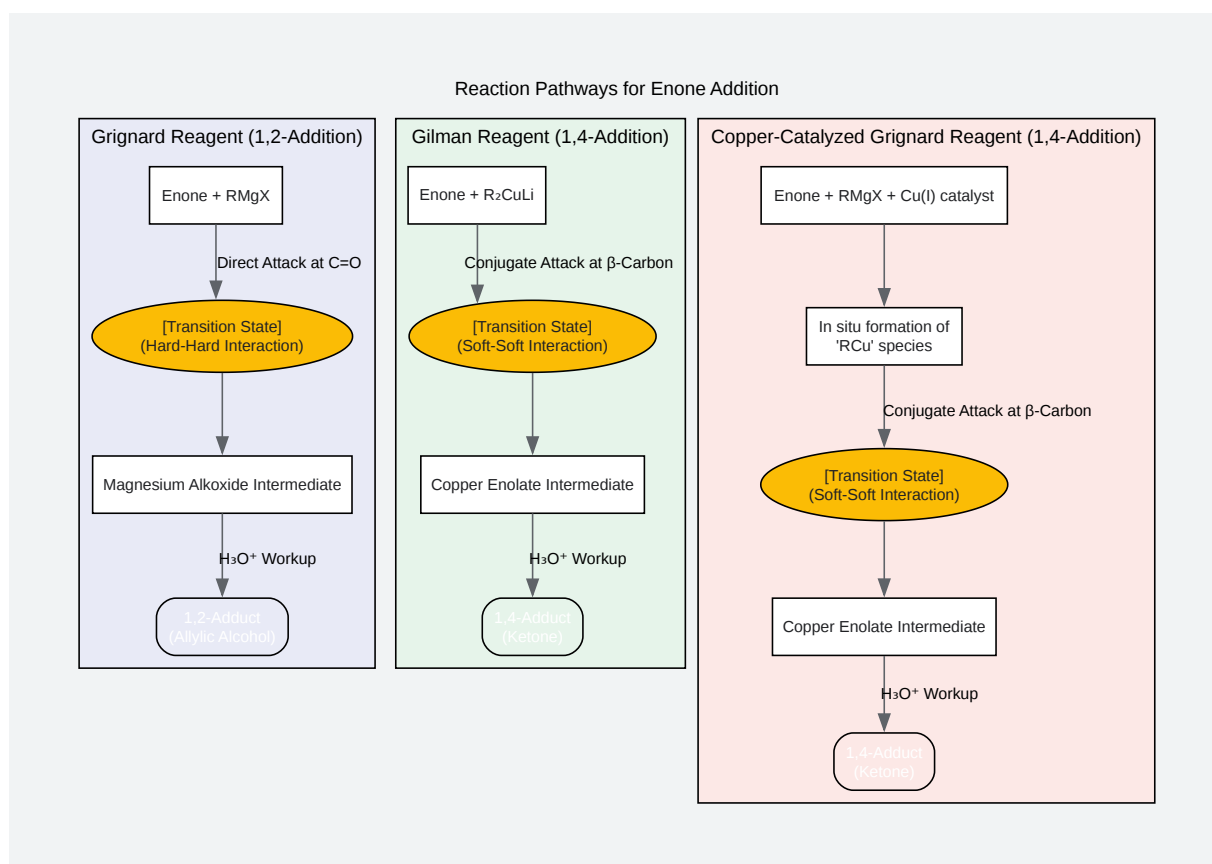 Reaction Pathways for Enone Addition
Grignard Reagent (1,2-Addition)
Enone + RMgX
Direct Attack at C=O
[Transition State]
(Hard-Hard Interaction)
Magnesium Alkoxide Intermediate
H₃O⁺ Workup
1,2-Adduct
(Allylic Alcohol)
Gilman Reagent (1,4-Addition)
Enone + R₂CuLi
Conjugate Attack at β-Carbon
[Transition State]
(Soft-Soft Interaction)
Copper Enolate Intermediate
H₃O⁺ Workup
1,4-Adduct
(Ketone)
Copper-Catalyzed Grignard Reagent (1,4-Addition)
Enone + RMgX + Cu(I) catalyst
In situ formation of
'RCu' species
Conjugate Attack at β-Carbon
[Transition State]
(Soft-Soft Interaction)
Copper Enolate Intermediate
H₃O⁺ Workup
1,4-Adduct
(Ketone)